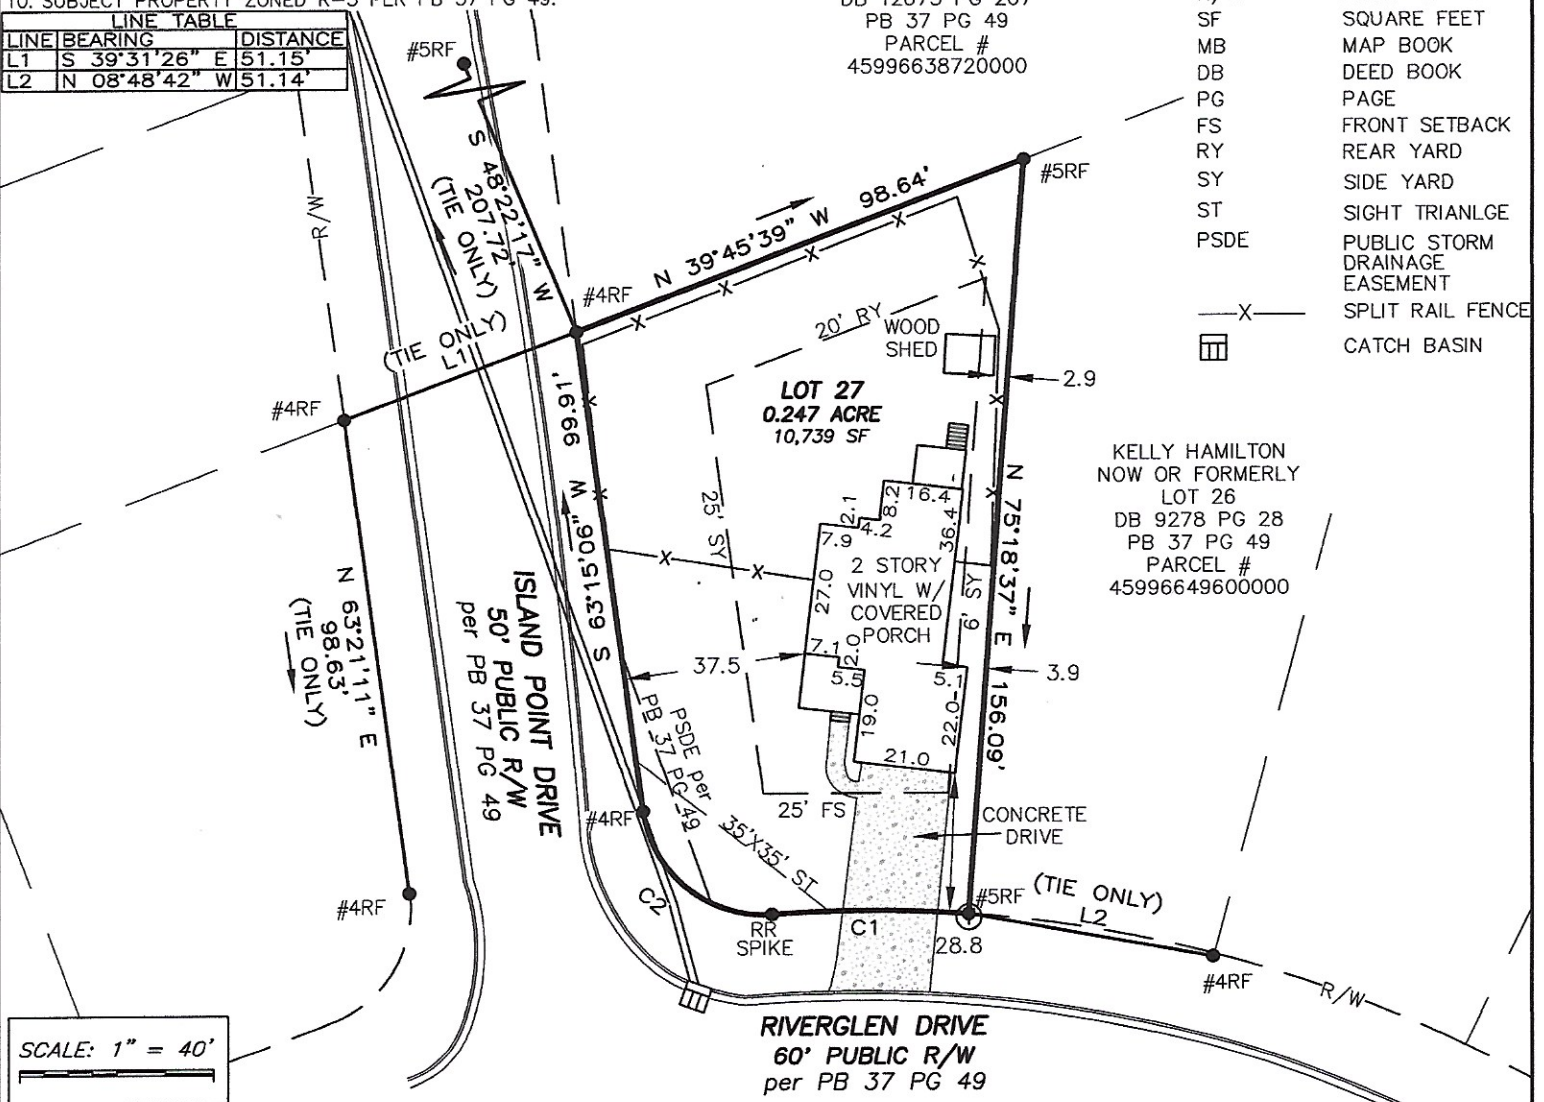 10. SUBJECT PROPERTY ZONED R-3 PER PB 37 PG 49.
LINE TABLE
LINE BEARING DISTANCE
L1 S 39°31'26" E 51.15'
L2 N 08°48'42" W 51.14'
PB 37 PG 49
PARCEL #
45996638720000
SF SQUARE FEET
MB MAP BOOK
DB DEED BOOK
PG PAGE
FS FRONT SETBACK
RY REAR YARD
SY SIDE YARD
ST SIGHT TRIANLGE
PSDE PUBLIC STORM
DRAINAGE
EASEMENT
X SPLIT RAIL FENCE
CATCH BASIN
#5RF
S 48°22'17" W
207.72'
(TIE ONLY)
R/W
N 39°45'39" W 98.64'
#5RF
#4RF
(TIE ONLY)
L1
#4RF
20' RY
WOOD
SHED
2.9
LOT 27
0.247 ACRE
10,739 SF
S 63°15'06" W 99.91'
25' SY
N 75°18'37" E 156.09'
KELLY HAMILTON
NOW OR FORMERLY
LOT 26
DB 9278 PG 28
PB 37 PG 49
PARCEL #
45996649600000
16.4
8.2
2.1
4.2
7.9
36.4
27.0
2 STORY
VINYL W/
COVERED
PORCH
6' SY
7.1
2.0
5.5
5.1
19.0
22.0
21.0
37.5
3.9
N 63°21'11" E
98.63'
(TIE ONLY)
ISLAND POINT DRIVE
50' PUBLIC R/W
per PB 37 PG 49
PSDE per
PB 37 PG 49
35'X35' ST
25' FS
CONCRETE
DRIVE
#4RF
#4RF
C2
RR
SPIKE
C1
#5RF
28.8
(TIE ONLY)
L2
#4RF
R/W
RIVERGLEN DRIVE
60' PUBLIC R/W
per PB 37 PG 49
SCALE: 1" = 40'